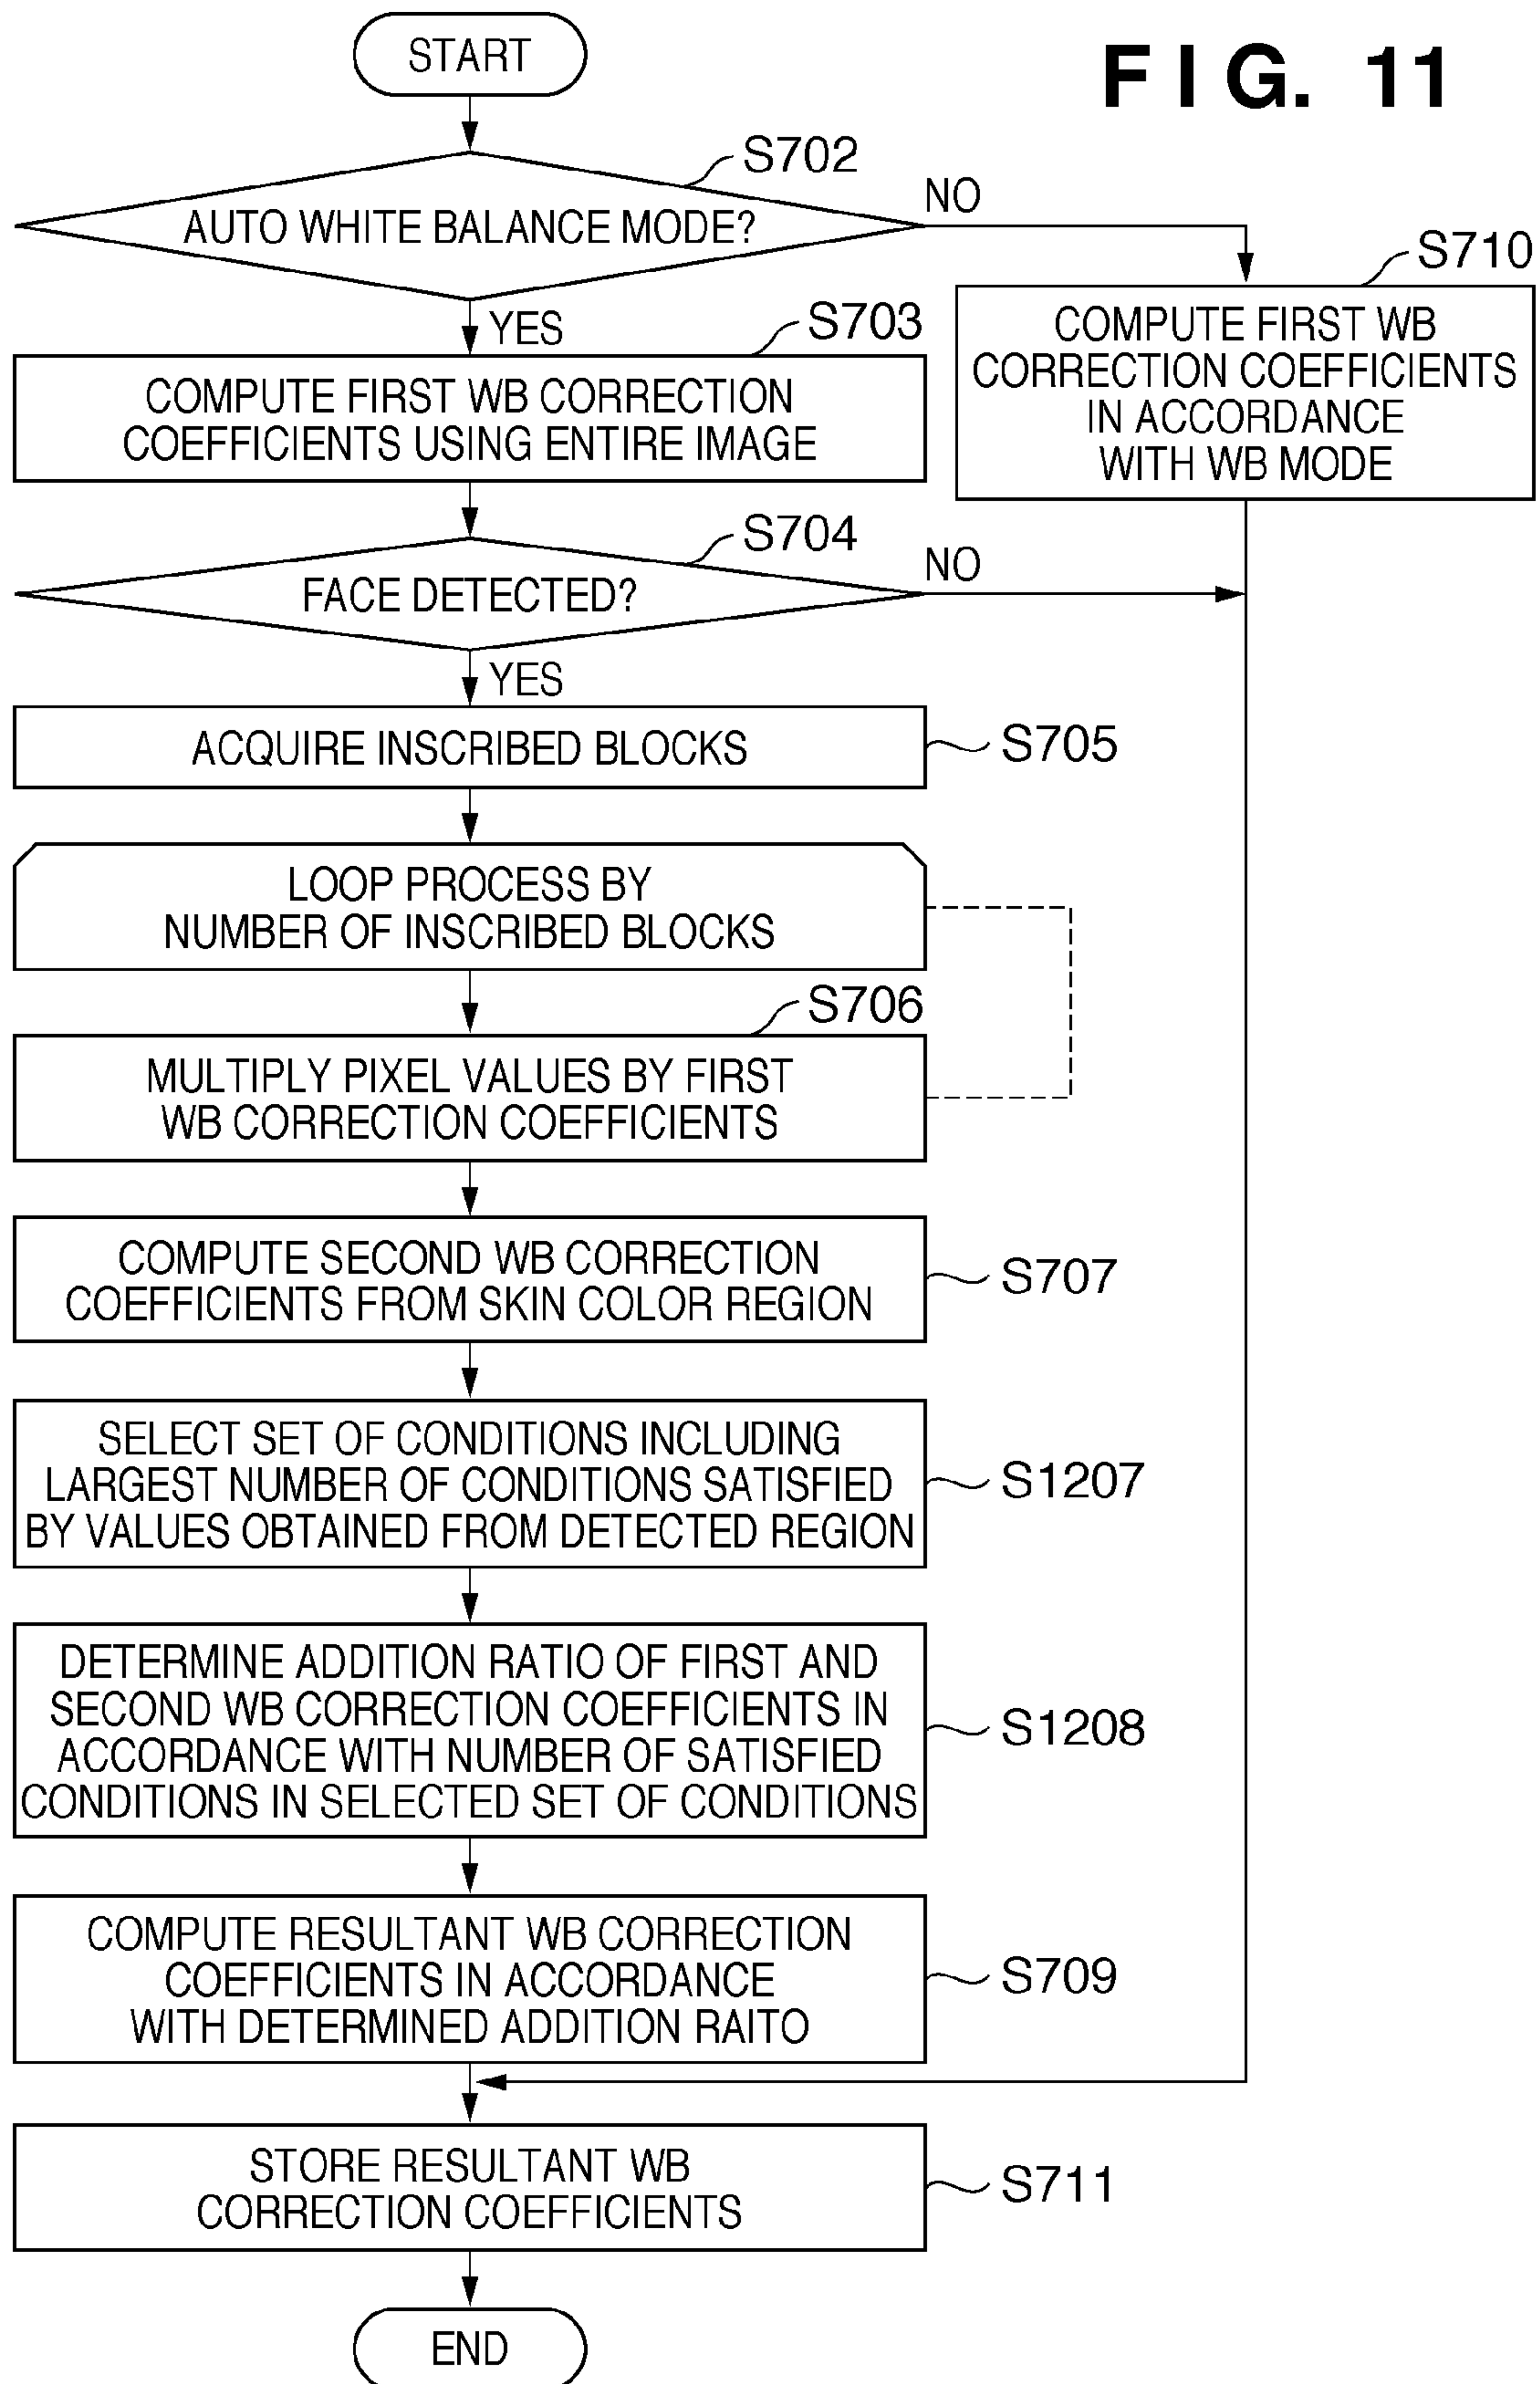 START
FIG. 11
S702
AUTO WHITE BALANCE MODE?
NO
S710
COMPUTE FIRST WB
CORRECTION COEFFICIENTS
IN ACCORDANCE
WITH WB MODE
YES
S703
COMPUTE FIRST WB CORRECTION
COEFFICIENTS USING ENTIRE IMAGE
S704
FACE DETECTED?
NO
YES
ACQUIRE INSCRIBED BLOCKS
S705
LOOP PROCESS BY
NUMBER OF INSCRIBED BLOCKS
S706
MULTIPLY PIXEL VALUES BY FIRST
WB CORRECTION COEFFICIENTS
COMPUTE SECOND WB CORRECTION
COEFFICIENTS FROM SKIN COLOR REGION
S707
SELECT SET OF CONDITIONS INCLUDING
LARGEST NUMBER OF CONDITIONS SATISFIED
BY VALUES OBTAINED FROM DETECTED REGION
S1207
DETERMINE ADDITION RATIO OF FIRST AND
SECOND WB CORRECTION COEFFICIENTS IN
ACCORDANCE WITH NUMBER OF SATISFIED
CONDITIONS IN SELECTED SET OF CONDITIONS
S1208
COMPUTE RESULTANT WB CORRECTION
COEFFICIENTS IN ACCORDANCE
WITH DETERMINED ADDITION RAITO
S709
STORE RESULTANT WB
CORRECTION COEFFICIENTS
S711
END